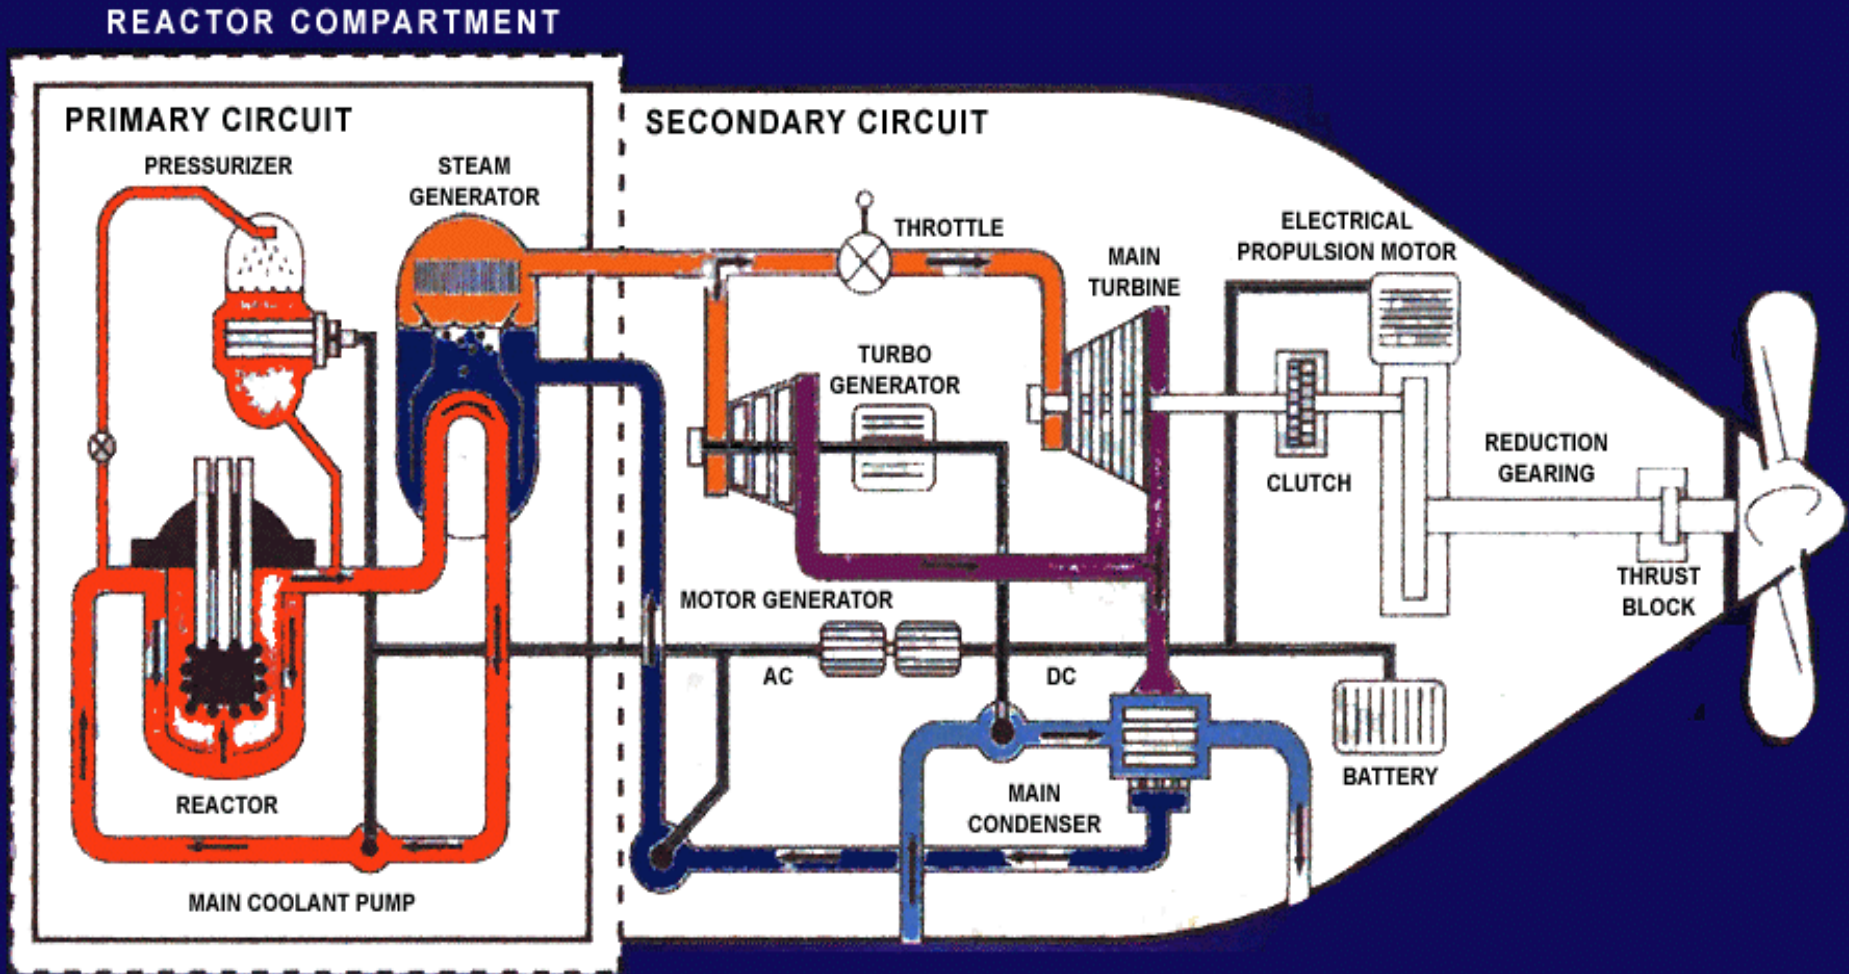 REACTOR COMPARTMENT
PRIMARY CIRCUIT
SECONDARY CIRCUIT
PRESSURIZER
STEAM
GENERATOR
THROTTLE
ELECTRICAL
PROPULSION MOTOR
MAIN
TURBINE
TURBO
GENERATOR
CLUTCH
REDUCTION
GEARING
THRUST
BLOCK
MOTOR GENERATOR
AC
DC
BATTERY
REACTOR
MAIN
CONDENSER
MAIN COOLANT PUMP